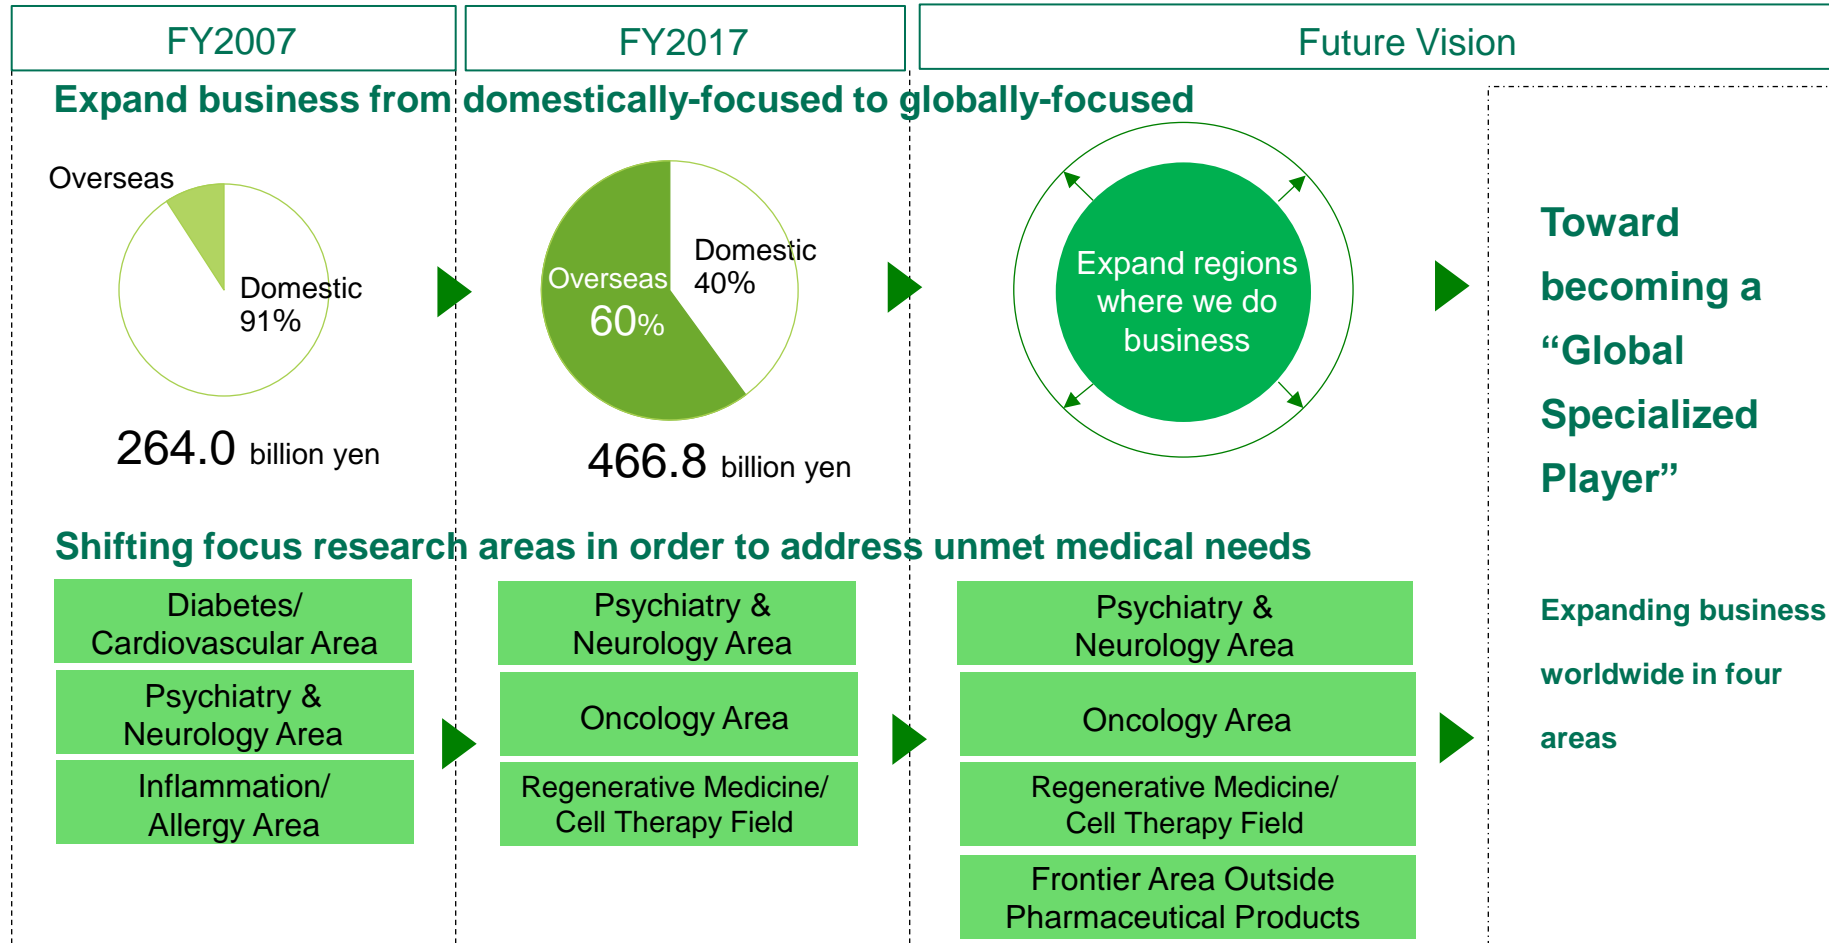 FY2007
FY2017
Future Vision
Expand business from domestically-focused to globally-focused
Overseas
Domestic
91%
264.0 billion yen
Overseas
60%
Domestic
40%
466.8 billion yen
Expand regions
where we do
business
Toward
becoming a
“Global
Specialized
Player”
Shifting focus research areas in order to address unmet medical needs
Diabetes/
Cardiovascular Area
Psychiatry &
Neurology Area
Inflammation/
Allergy Area
Psychiatry &
Neurology Area
Oncology Area
Regenerative Medicine/
Cell Therapy Field
Psychiatry &
Neurology Area
Oncology Area
Regenerative Medicine/
Cell Therapy Field
Frontier Area Outside
Pharmaceutical Products
Expanding business
worldwide in four
areas